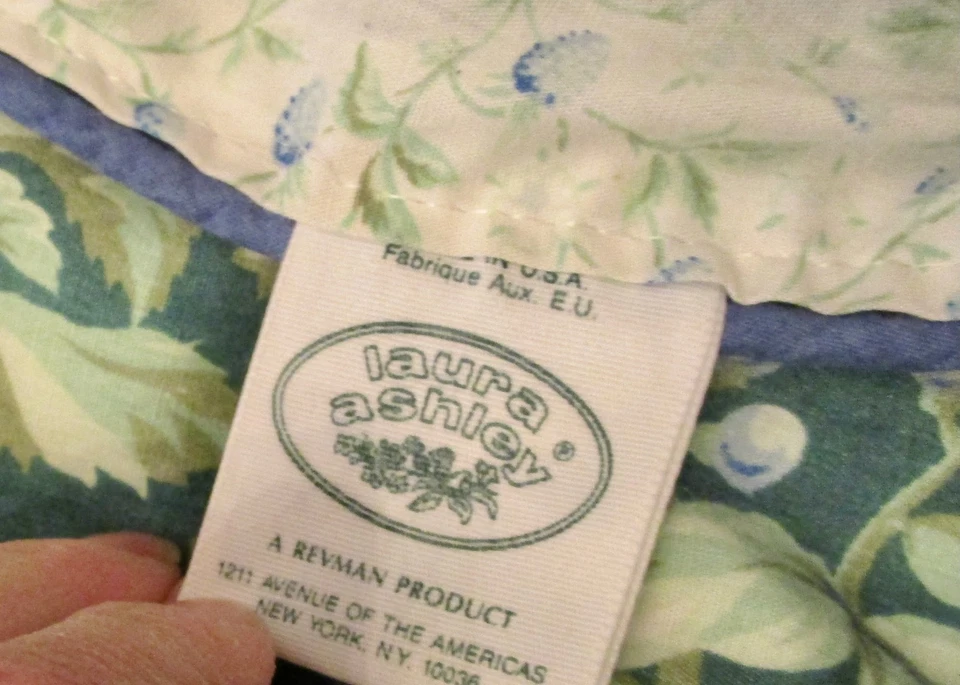 IN U.S.A.
Fabrique Aux. E.U.
laura
ashley®
A REVMAN PRODUCT
1211 AVENUE OF THE AMERICAS
NEW YORK, N.Y. 10036